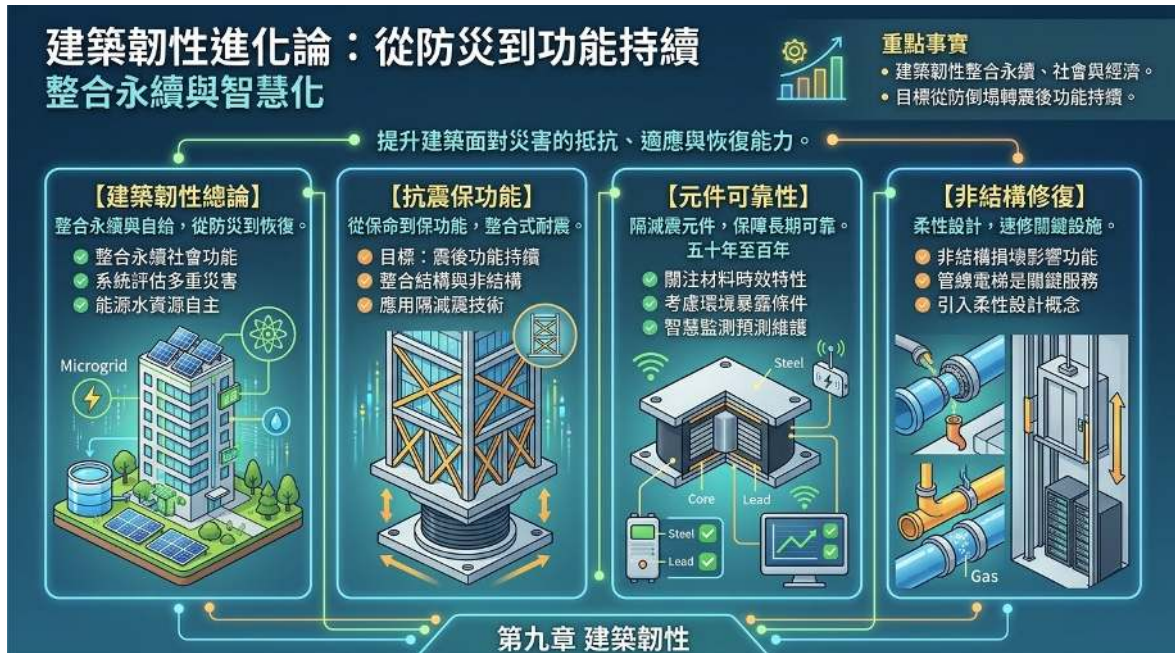 建築韌性進化論：從防災到功能持續
整合永續與智慧化
重點事實
• 建築韌性整合永續、社會與經濟。
• 目標從防倒塌轉震後功能持續。
提升建築面對災害的抵抗、適應與恢復能力。
【建築韌性總論】
整合永續與自給，從防災到恢復。
整合永續社會功能
系統評估多重災害
能源水資源自主
Microgrid
【抗震保功能】
從保命到保功能，整合式耐震。
目標：震後功能持續
整合結構與非結構
應用隔減震技術
【元件可靠性】
隔減震元件，保障長期可靠。
五十年至百年
關注材料時效特性
考慮環境暴露條件
智慧監測預測維護
Steel
Core
Lead
Steel
Lead
【非結構修復】
柔性設計，速修關鍵設施。
非結構損壞影響功能
管線電梯是關鍵服務
引入柔性設計概念
Gas
第九章 建築韌性